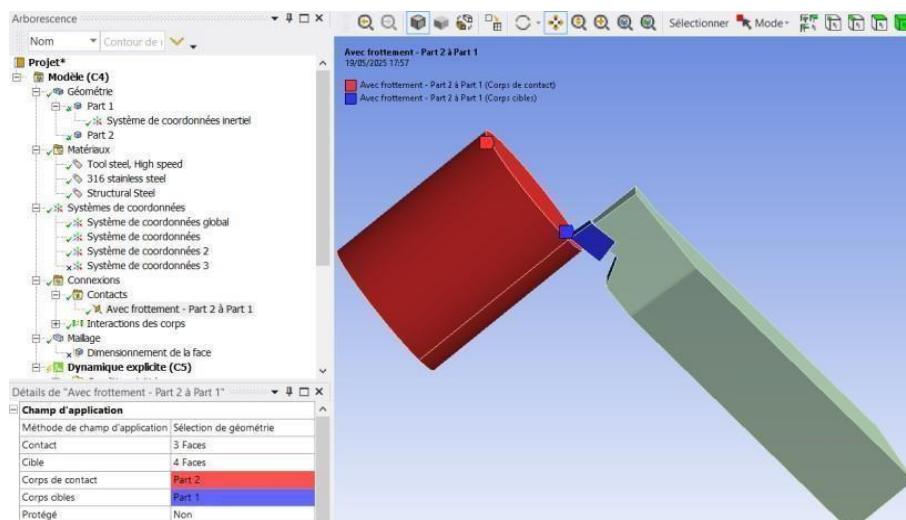 Arborescence
Nom
Contour de
Sélectionner
Mode
Projet*
Modèle (C4)
Géométrie
Part 1
Système de coordonnées inertiel
Part 2
Matériaux
Tool steel, High speed
316 stainless steel
Structural Steel
Systèmes de coordonnées
Système de coordonnées global
Système de coordonnées
Système de coordonnées 2
Système de coordonnées 3
Connexions
Contacts
Avec frottement - Part 2 à Part 1
Interactions des corps
Maillage
Dimensionnement de la face
Dynamique explicite (C5)
Détails de "Avec frottement - Part 2 à Part 1"
Champ d'application
Méthode de champ d'application Sélection de géométrie
Contact 3 Faces
Cible 4 Faces
Corps de contact Part 2
Corps cibles Part 1
Protégé Non
Avec frottement - Part 2 à Part 1
19/05/2025 17:57
Avec frottement - Part 2 à Part 1 (Corps de contact)
Avec frottement - Part 2 à Part 1 (Corps cibles)